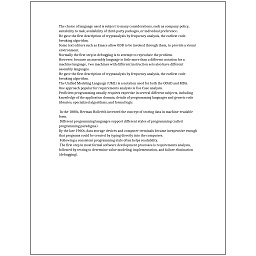 The choice of language used is subject to many considerations, such as company policy,
suitability to task, availability of third-party packages, or individual preference.
He gave the first description of cryptanalysis by frequency analysis, the earliest code
breaking algorithm.
Some text editors such as Emacs allow GDB to be invoked through them, to provide a visual
environment.
Normally the first step in debugging is to attempt to reproduce the problem.
However, because an assembly language is little more than a different notation for a
machine language, two machines with different instruction sets also have different
assembly languages.
He gave the first description of cryptanalysis by frequency analysis, the earliest code
breaking algorithm.
The Unified Modeling Language (UML) is a notation used for both the OOAD and MDA.
One approach popular for requirements analysis is Use Case analysis.
Proficient programming usually requires expertise in several different subjects, including
knowledge of the application domain, details of programming languages and generic code
libraries, specialized algorithms, and formal logic.
In the 1880s, Herman Hollerith invented the concept of storing data in machine-readable
form.
Different programming languages support different styles of programming (called
programming paradigms).
By the late 1960s, data storage devices and computer terminals became inexpensive enough
that programs could be created by typing directly into the computers.
Following a consistent programming style often helps readability.
The first step in most formal software development processes is requirements analysis,
followed by testing to determine value modeling, implementation, and failure elimination
(debugging).